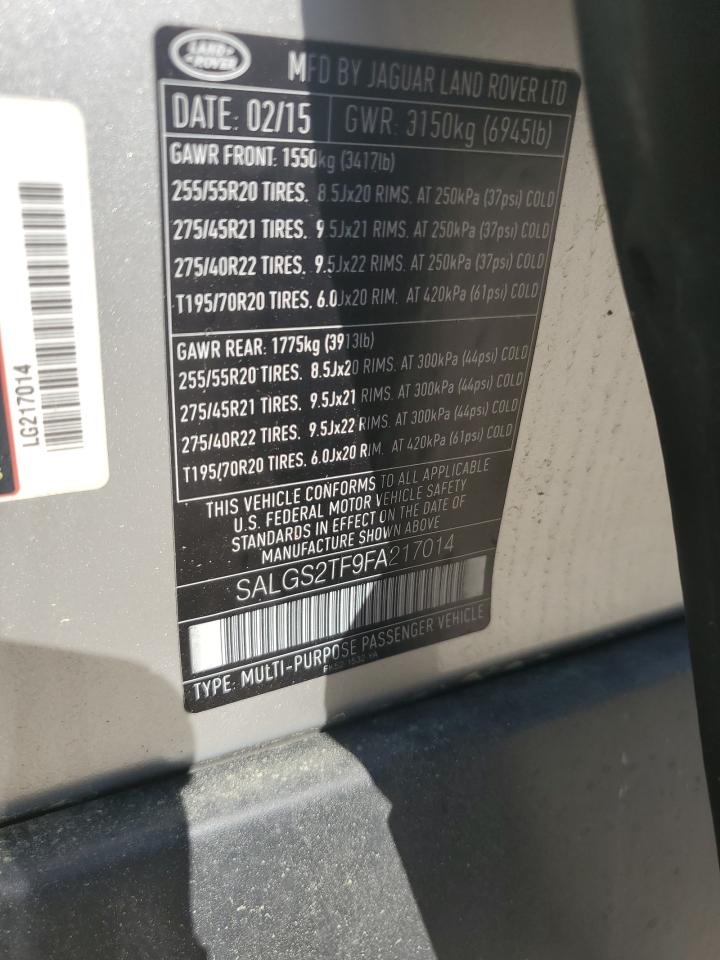 LAND ROVER
MFD BY JAGUAR LAND ROVER LTD
DATE: 02/15 GWR: 3150kg (6945lb)
GAWR FRONT: 1550kg (3417lb)
255/55R20 TIRES. 8.5Jx20 RIMS. AT 250kPa (37psi) COLD
275/45R21 TIRES. 9.5Jx21 RIMS. AT 250kPa (37psi) COLD
275/40R22 TIRES. 9.5Jx22 RIMS. AT 250kPa (37psi) COLD
T195/70R20 TIRES. 6.0Jx20 RIM. AT 420kPa (61psi) COLD
GAWR REAR: 1775kg (3913lb)
255/55R20 TIRES. 8.5Jx20 RIMS. AT 300kPa (44psi) COLD
275/45R21 TIRES. 9.5Jx21 RIMS. AT 300kPa (44psi) COLD
275/40R22 TIRES. 9.5Jx22 RIMS. AT 300kPa (44psi) COLD
T195/70R20 TIRES. 6.0Jx20 RIM. AT 420kPa (61psi) COLD
THIS VEHICLE CONFORMS TO ALL APPLICABLE
U.S. FEDERAL MOTOR VEHICLE SAFETY
STANDARDS IN EFFECT ON THE DATE OF
MANUFACTURE SHOWN ABOVE
SALGS2TF9FA217014
TYPE: MULTI-PURPOSE PASSENGER VEHICLE
LG217014